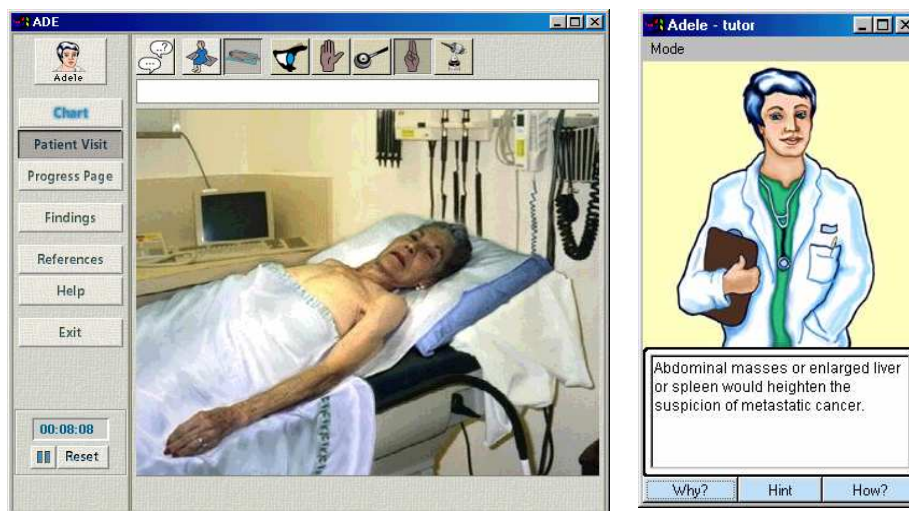 ADE
Adele
Chart
Patient Visit
Progress Page
Findings
References
Help
Exit
00:08:08
Reset
...?
...
Adele - tutor
Mode
Abdominal masses or enlarged liver
or spleen would heighten the
suspicion of metastatic cancer.
Why? Hint How?